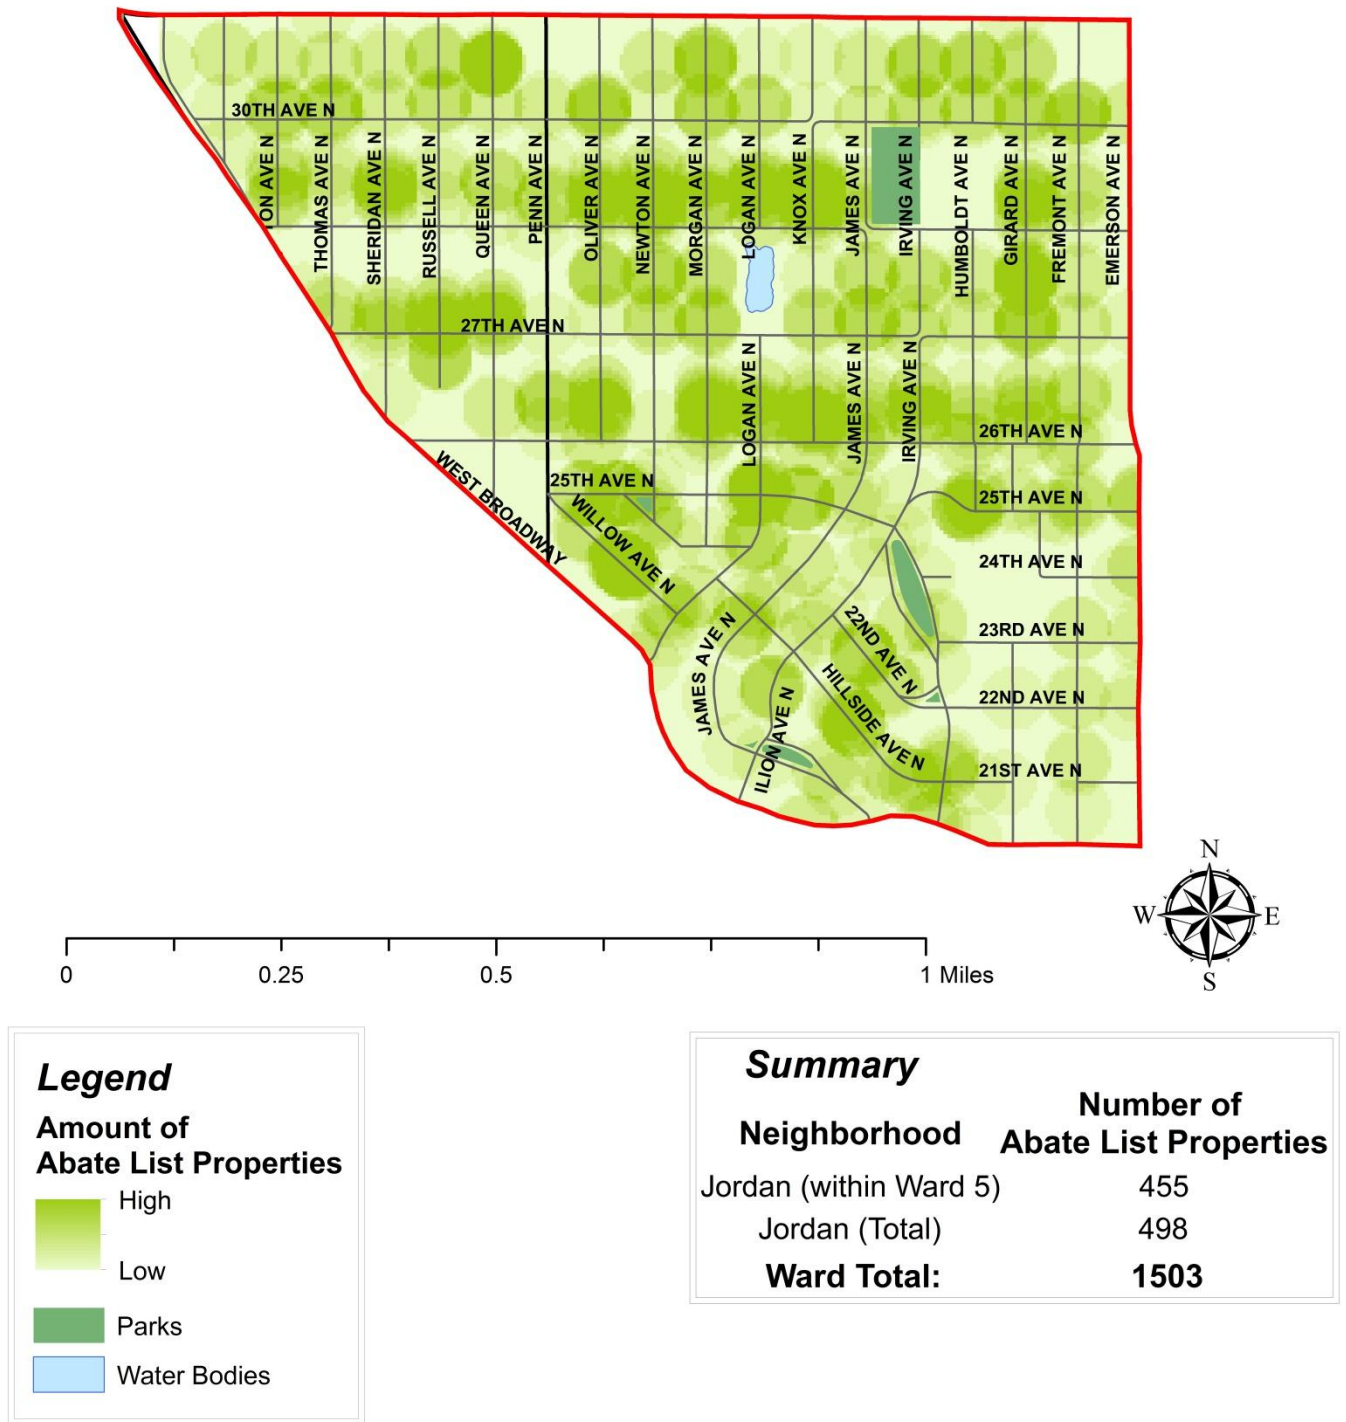 30TH AVE N
ON AVE N
THOMAS AVE N
SHERIDAN AVE N
RUSSELL AVE N
QUEEN AVE N
PENN AVE N
OLIVER AVE N
NEWTON AVE N
MORGAN AVE N
LOGAN AVE N
KNOX AVE N
JAMES AVE N
IRVING AVE N
HUMBOLDT AVE N
GIRARD AVE N
FREMONT AVE N
EMERSON AVE N
27TH AVE N
LOGAN AVE N
JAMES AVE N
IRVING AVE N
26TH AVE N
WEST BROADWAY
25TH AVE N
WILLOW AVE N
25TH AVE N
24TH AVE N
22ND AVE N
23RD AVE N
JAMES AVE N
HILLSIDE AVE N
22ND AVE N
ILION AVE N
21ST AVE N
N
W
E
S
0
0.25
0.5
1 Miles
Legend
Amount of
Abate List Properties
High
Low
Parks
Water Bodies
Summary
Neighborhood
Number of
Abate List Properties
Jordan (within Ward 5) 455
Jordan (Total) 498
Ward Total: 1503